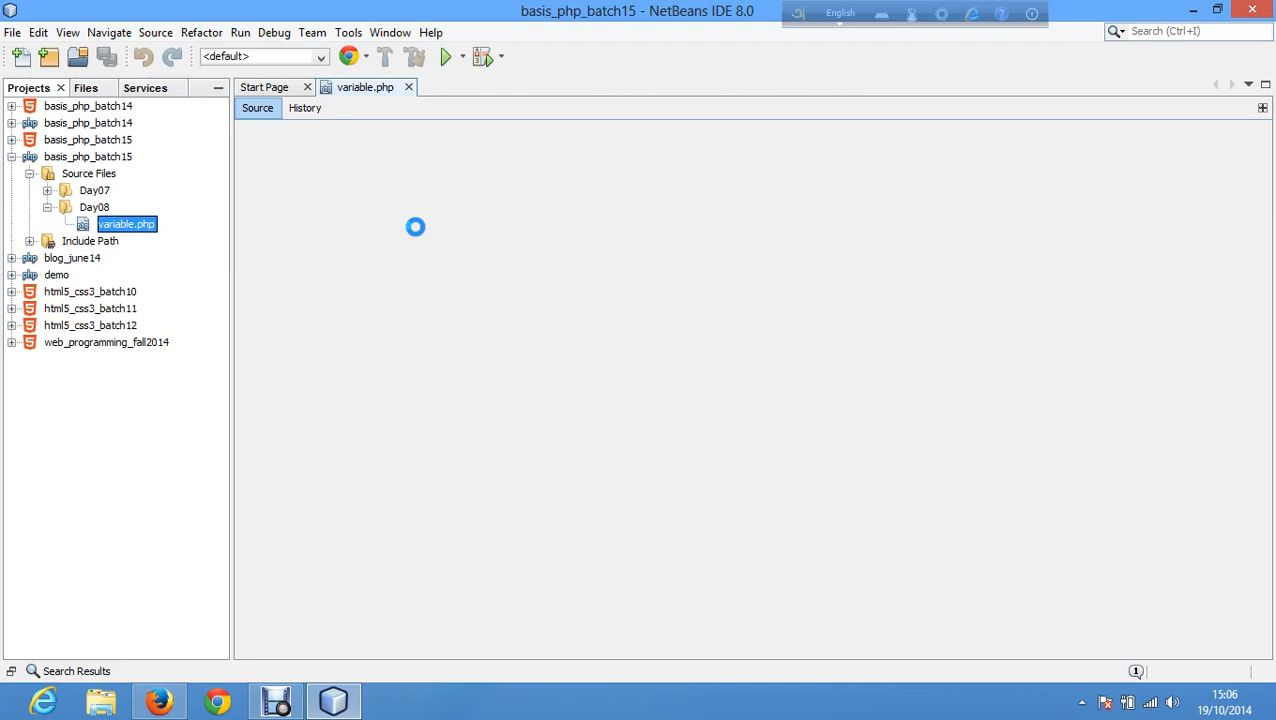 basis_php_batch15 - NetBeans IDE 8.0
English
File Edit View Navigate Source Refactor Run Debug Team Tools Window Help
Search (Ctrl+I)
<default>
Projects Files Services
Start Page variable.php
Source History
basis_php_batch14
basis_php_batch14
basis_php_batch15
basis_php_batch15
Source Files
Day07
Day08
variable.php
Include Path
blog_june14
demo
html5_css3_batch10
html5_css3_batch11
html5_css3_batch12
web_programming_fall2014
Search Results
1
15:06
19/10/2014